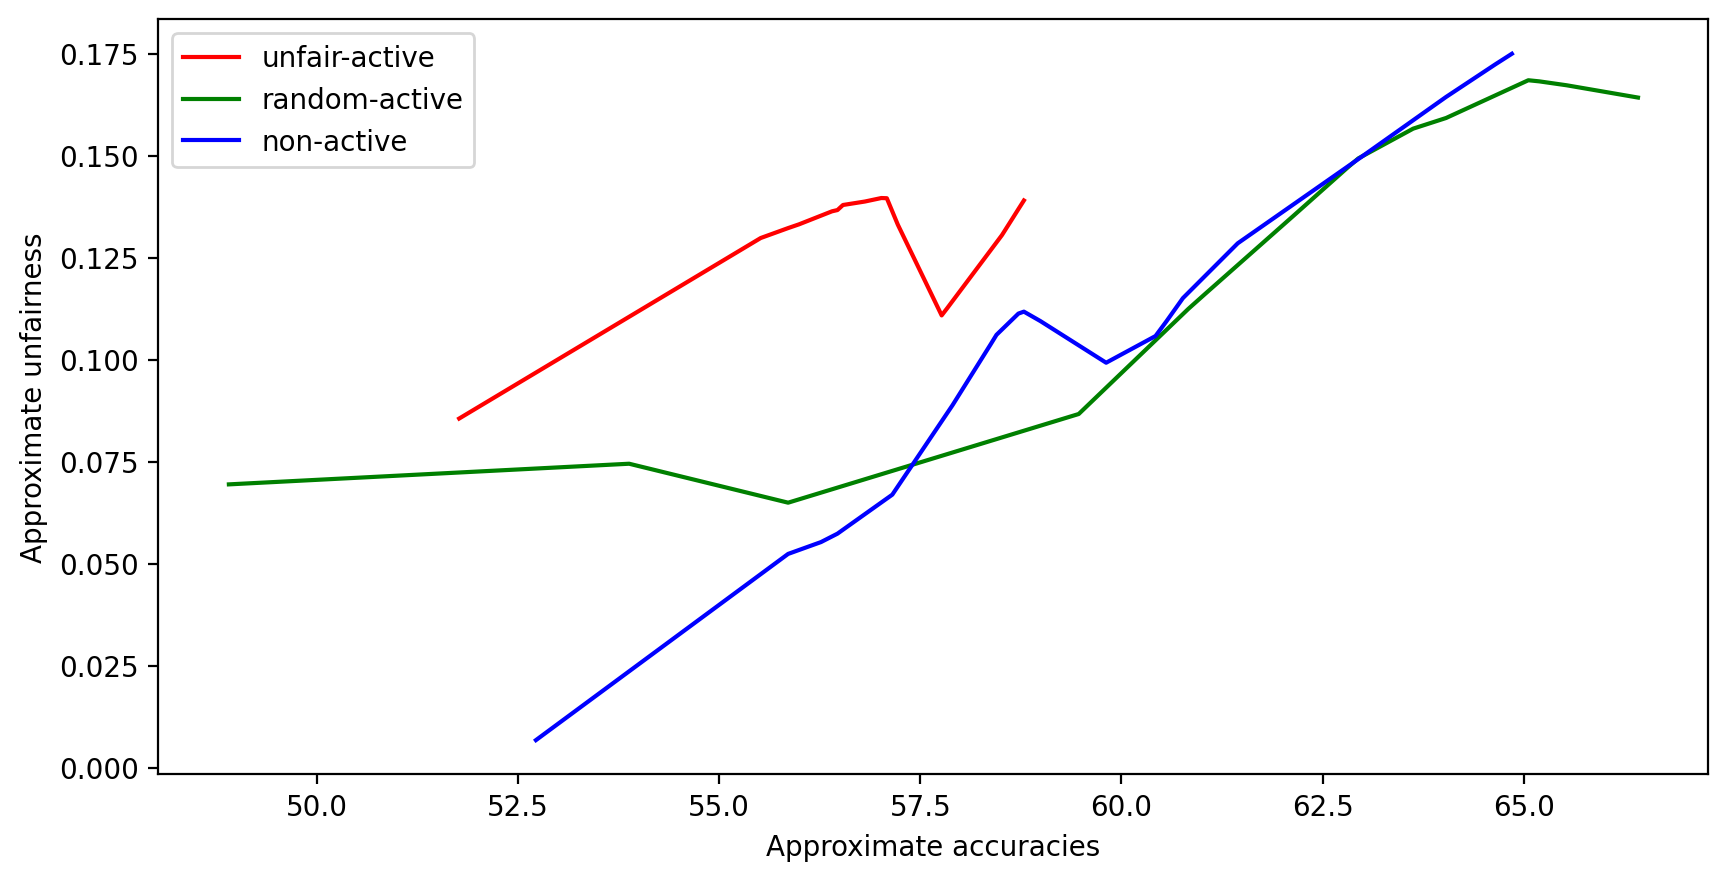 unfair-active
random-active
non-active
Approximate unfairness
0.175
0.150
0.125
0.100
0.075
0.050
0.025
0.000
50.0 52.5 55.0 57.5 60.0 62.5 65.0
Approximate accuracies